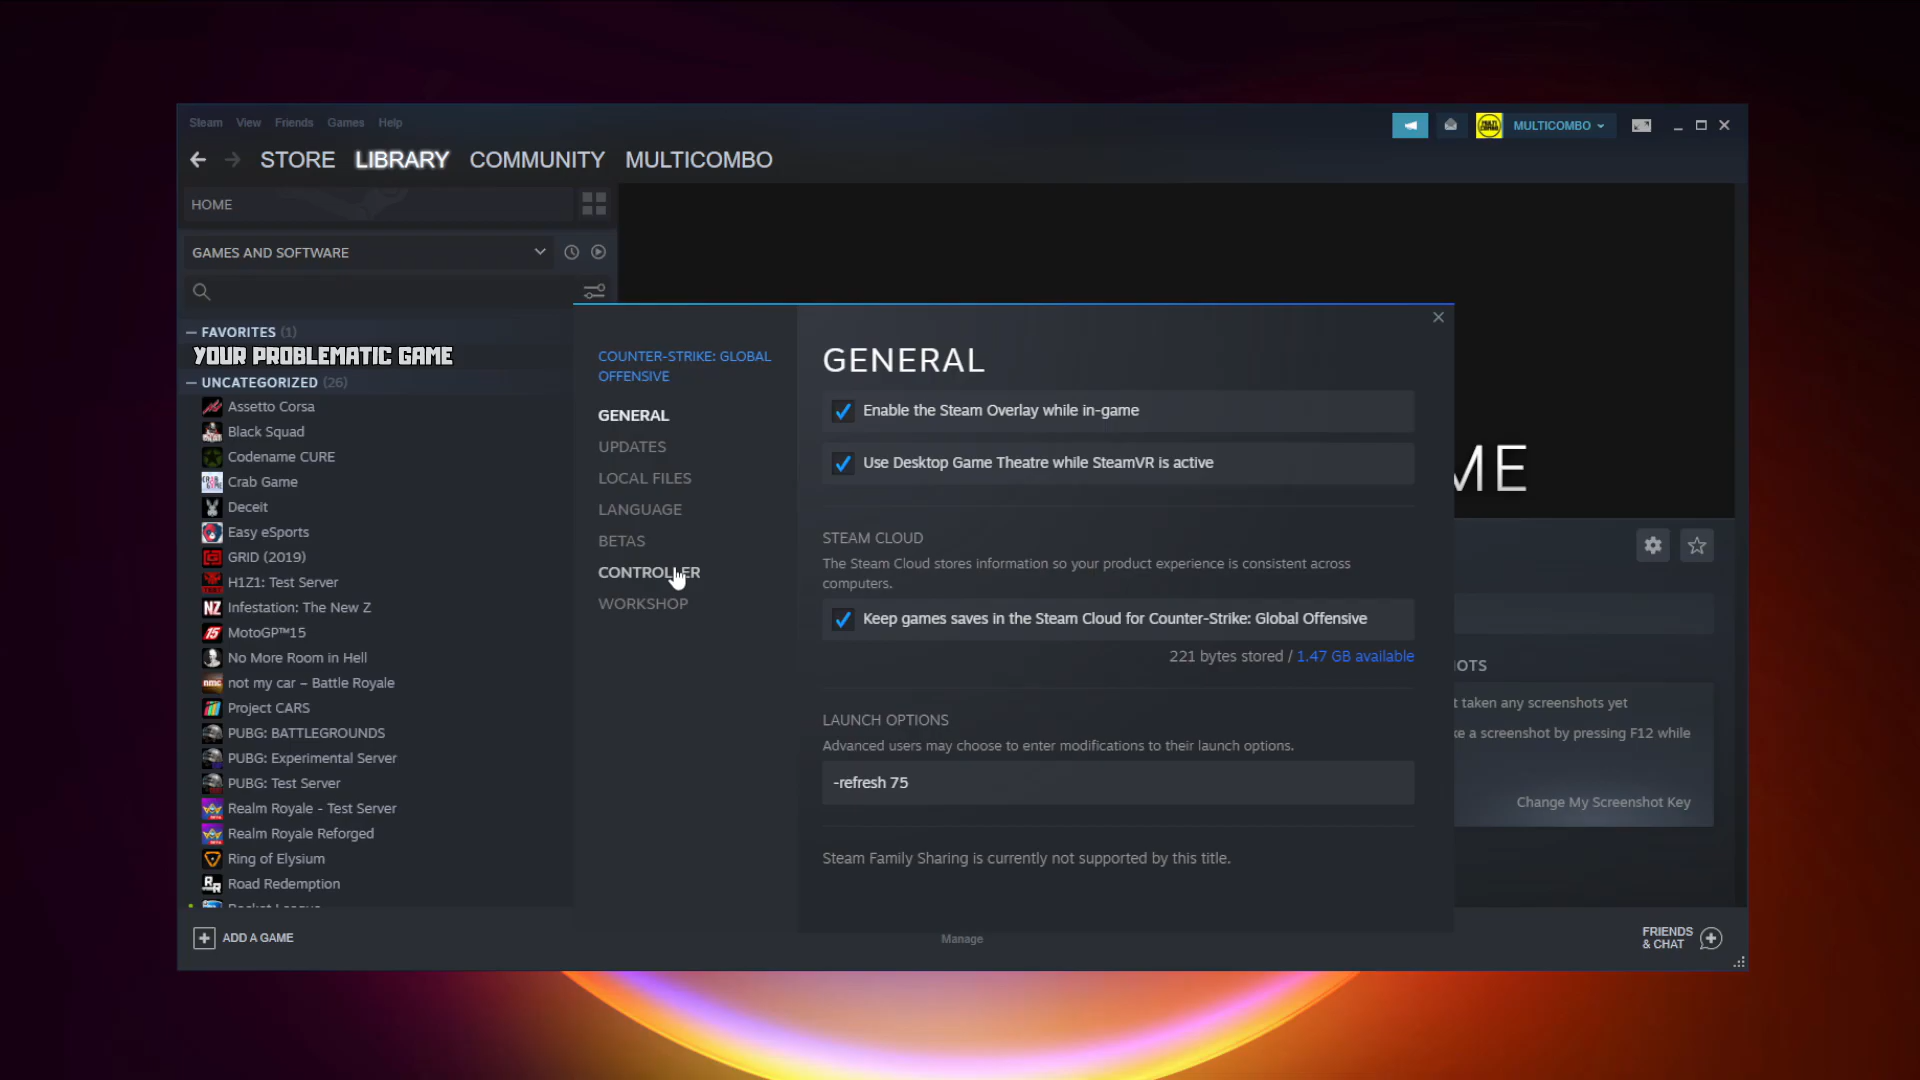 Steam View Friends Games Help
MULTICOMBO
STORE LIBRARY COMMUNITY MULTICOMBO
HOME
GAMES AND SOFTWARE
— FAVORITES (1)
YOUR PROBLEMATIC GAME
— UNCATEGORIZED (26)
Assetto Corsa
Black Squad
Codename CURE
Crab Game
Deceit
Easy eSports
GRID (2019)
H1Z1: Test Server
Infestation: The New Z
MotoGP™15
No More Room in Hell
not my car – Battle Royale
Project CARS
PUBG: BATTLEGROUNDS
PUBG: Experimental Server
PUBG: Test Server
Realm Royale - Test Server
Realm Royale Reforged
Ring of Elysium
Road Redemption
Rocket League
ADD A GAME
COUNTER-STRIKE: GLOBAL
OFFENSIVE
GENERAL
UPDATES
LOCAL FILES
LANGUAGE
BETAS
CONTROLLER
WORKSHOP
GENERAL
Enable the Steam Overlay while in-game
Use Desktop Game Theatre while SteamVR is active
STEAM CLOUD
The Steam Cloud stores information so your product experience is consistent across
computers.
Keep games saves in the Steam Cloud for Counter-Strike: Global Offensive
221 bytes stored / 1.47 GB available
LAUNCH OPTIONS
Advanced users may choose to enter modifications to their launch options.
-refresh 75
Steam Family Sharing is currently not supported by this title.
Manage
ME
OTS
t taken any screenshots yet
ke a screenshot by pressing F12 while
Change My Screenshot Key
FRIENDS
& CHAT